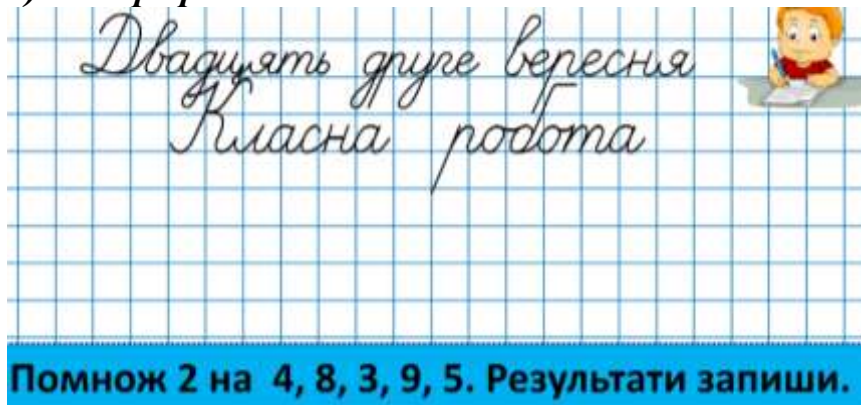 Двадцять друге вересня
Класна робота
Помнож 2 на 4, 8, 3, 9, 5. Результати запиши.